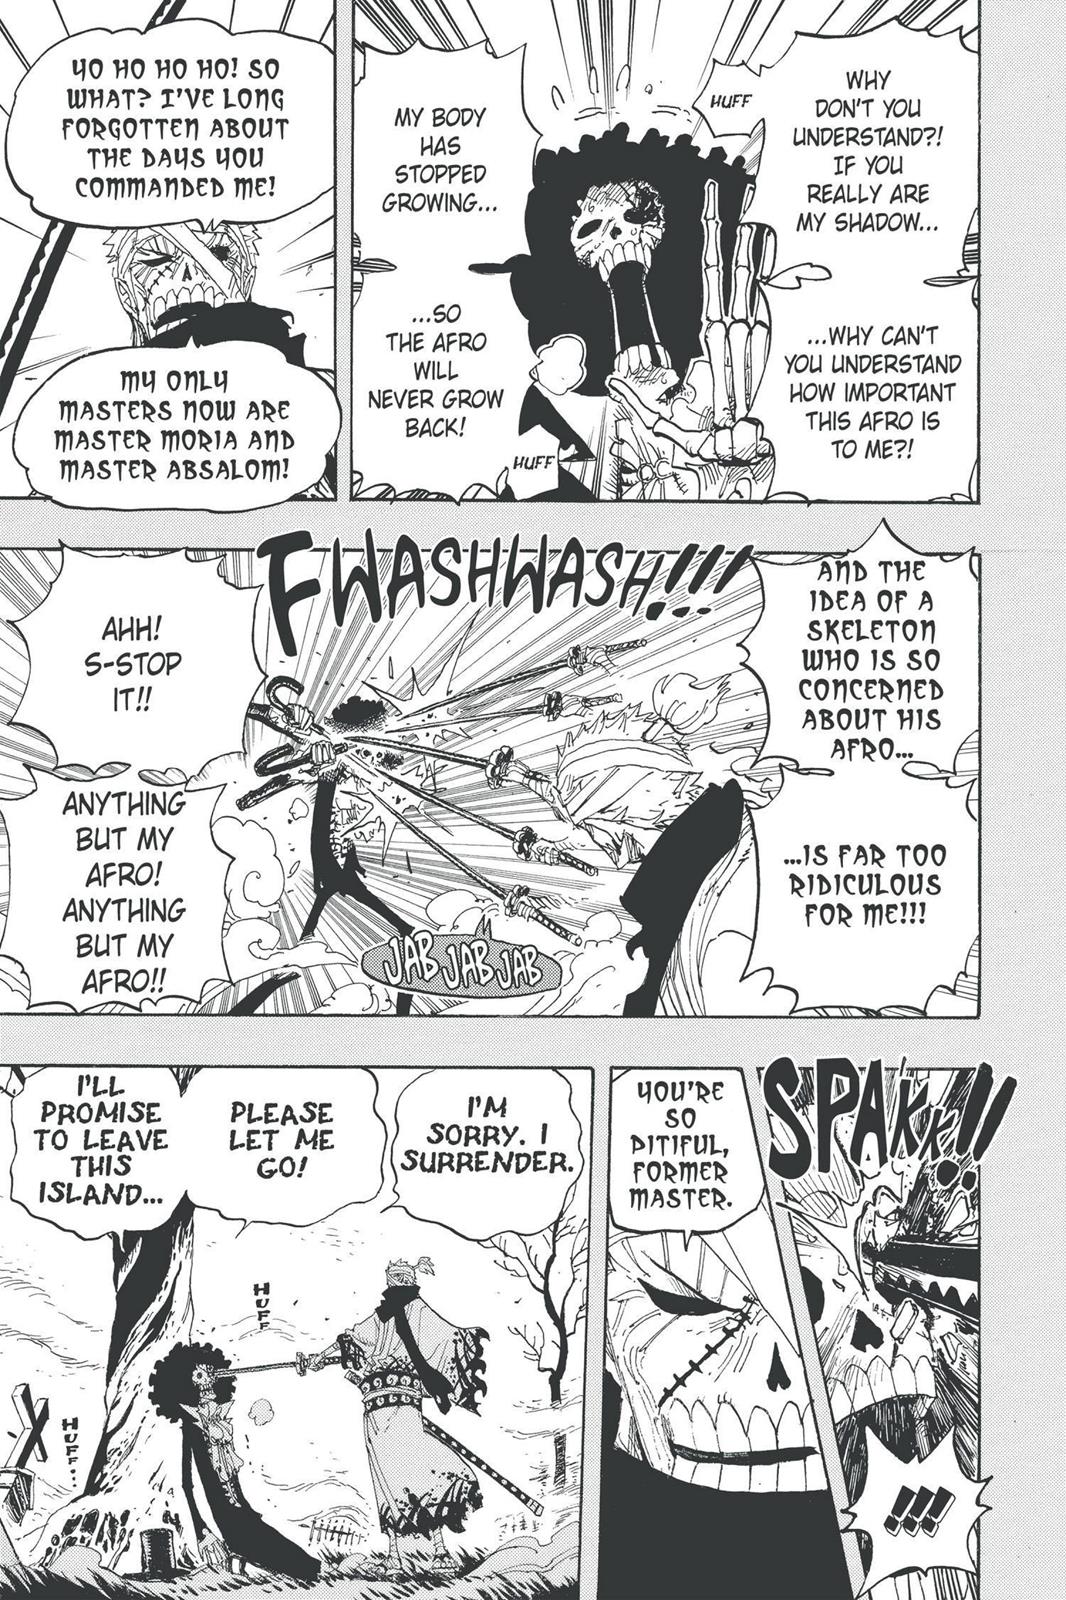 HUFF
WHY
DON'T YOU
UNDERSTAND?!
IF YOU
REALLY ARE
MY SHADOW...
...WHY CAN'T
YOU UNDERSTAND
HOW IMPORTANT
THIS AFRO IS
TO ME?!
MY BODY
HAS
STOPPED
GROWING...
...SO
THE AFRO
WILL
NEVER GROW
BACK!
HUFF
YO HO HO HO! SO
WHAT? I'VE LONG
FORGOTTEN ABOUT
THE DAYS YOU
COMMANDED ME!
MY ONLY
MASTERS NOW ARE
MASTER MORIA AND
MASTER ABSALOM!
AND THE
IDEA OF A
SKELETON
WHO IS SO
CONCERNED
ABOUT HIS
AFRO...
...IS FAR TOO
RIDICULOUS
FOR ME!!!
FWASHWASH!!!
JAB JAB JAB
AHH!
S-STOP
IT!!
ANYTHING
BUT MY
AFRO!
ANYTHING
BUT MY
AFRO!!
SPAKK!!
!!!
YOU'RE
SO
PITIFUL,
FORMER
MASTER.
I'M
SORRY. I
SURRENDER.
PLEASE
LET ME
GO!
I'LL
PROMISE
TO LEAVE
THIS
ISLAND...
HUFF
HUFF..